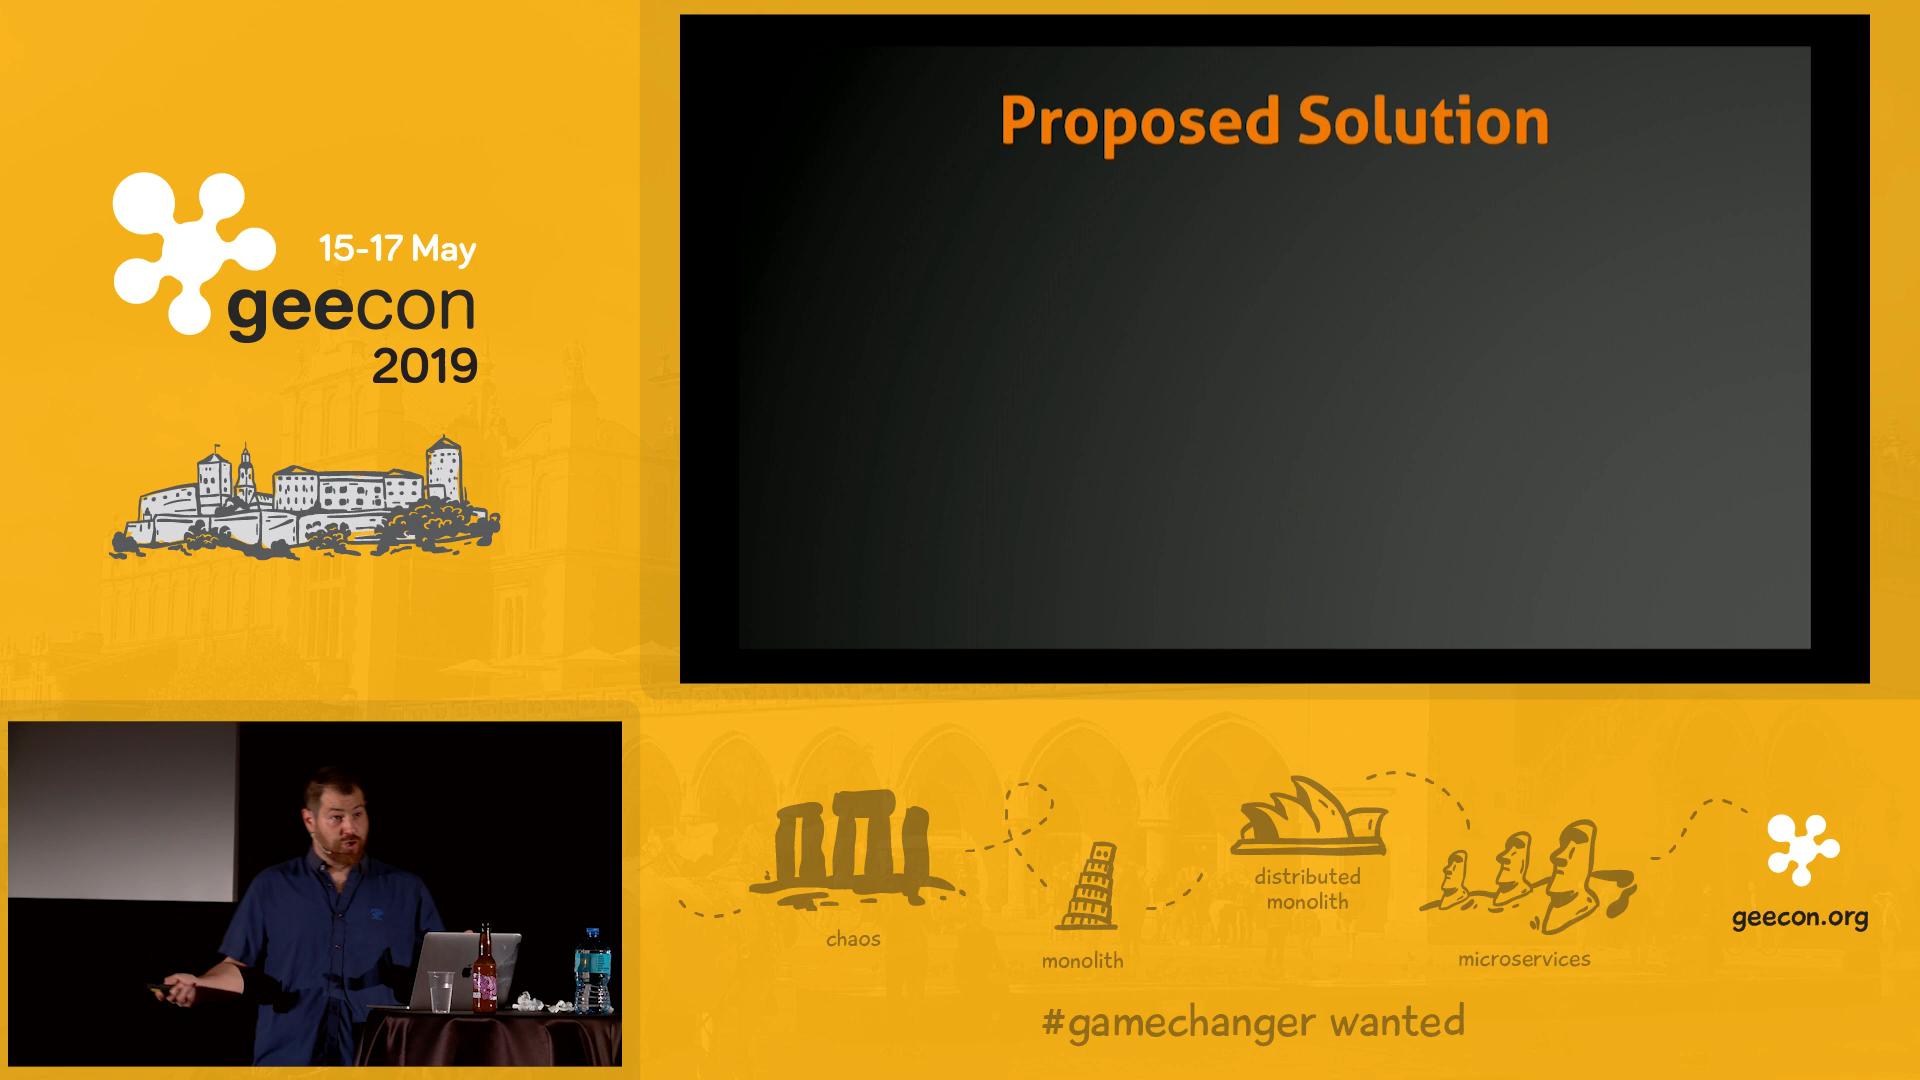 15-17 May
geecon
2019
Proposed Solution
chaos
monolith
distributed
monolith
microservices
geecon.org
#gamechanger wanted